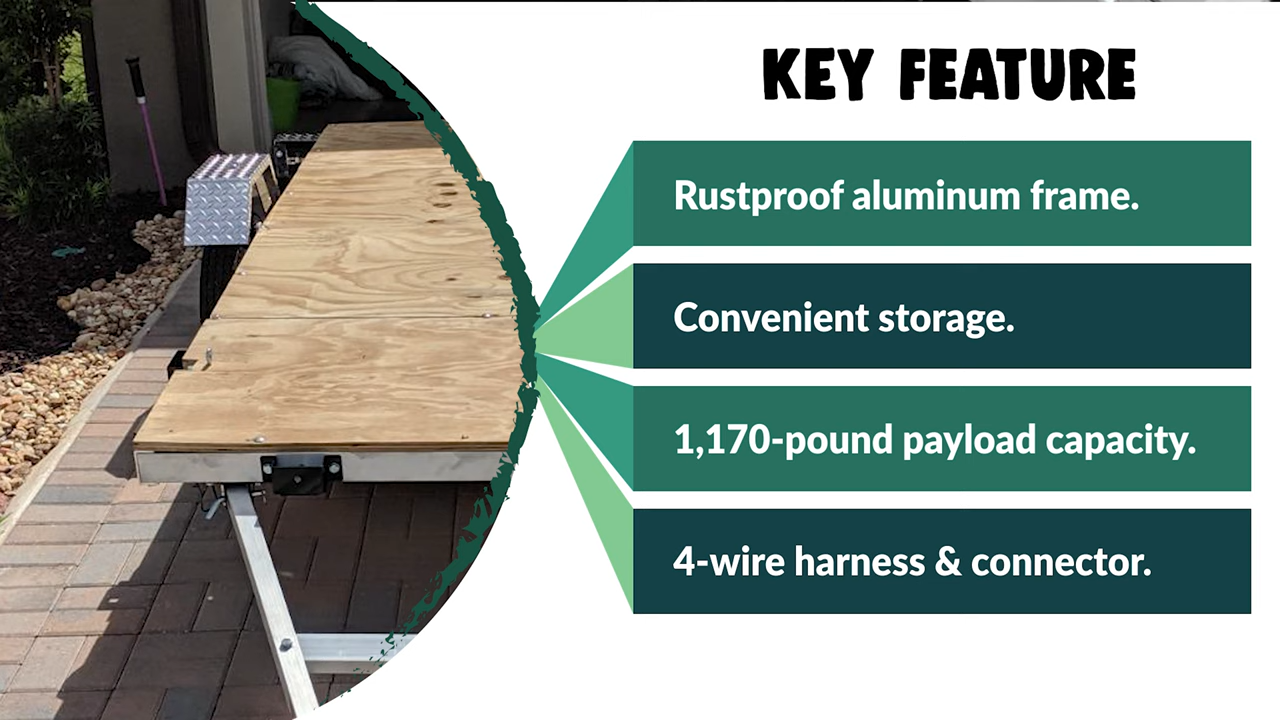 KEY FEATURE
Rustproof aluminum frame.
Convenient storage.
1,170-pound payload capacity.
4-wire harness & connector.